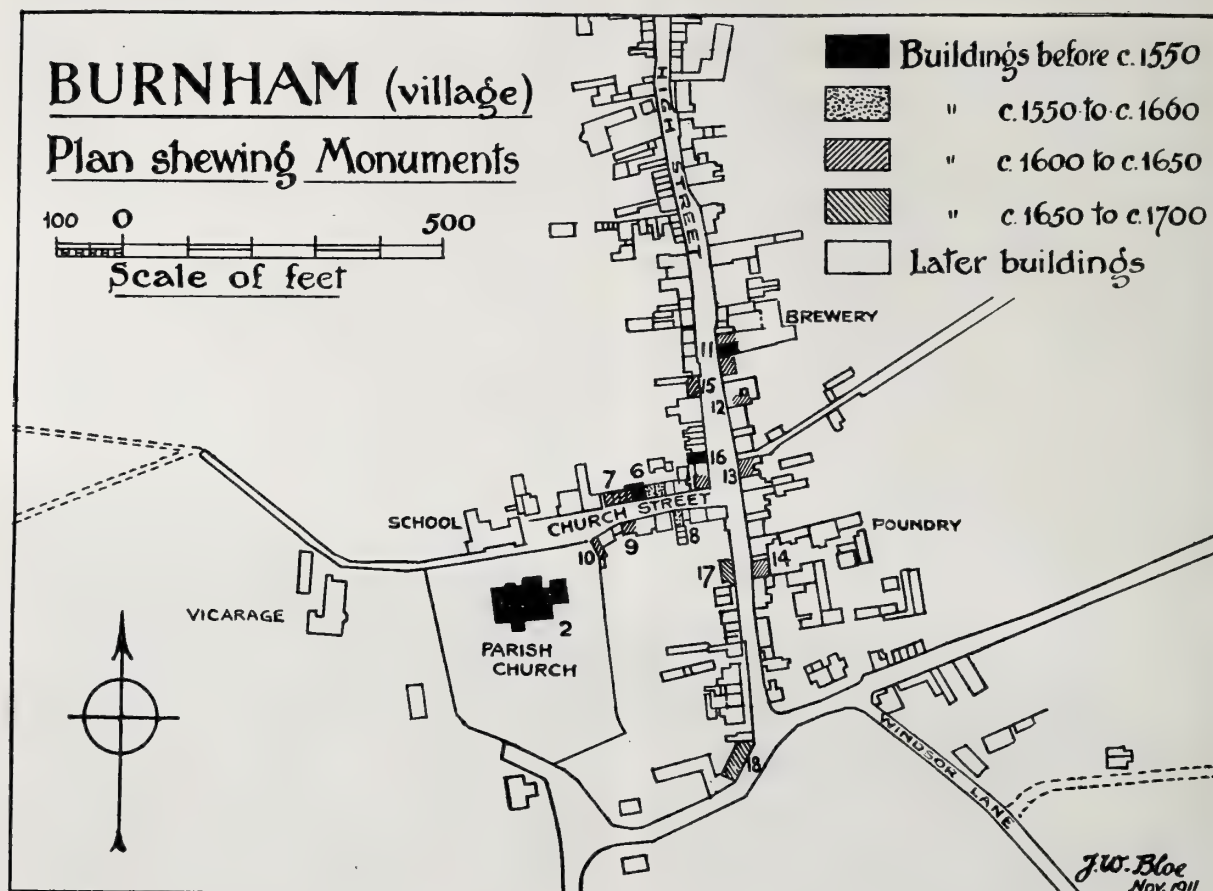 BURNHAM (village)
Plan shewing Monuments
100 0 500
Scale of feet
Buildings before c. 1550
" c. 1550 to c. 1660
" c. 1600 to c. 1650
" c. 1650 to c. 1700
Later buildings
HIGH STREET
BREWERY
11
15
12
16
13
7 6
SCHOOL
CHURCH STREET
FOUNDRY
10
9
8
17
14
VICARAGE
2
PARISH
CHURCH
18
WINDSOR LANE
J.W. Bloe
Nov. 1911